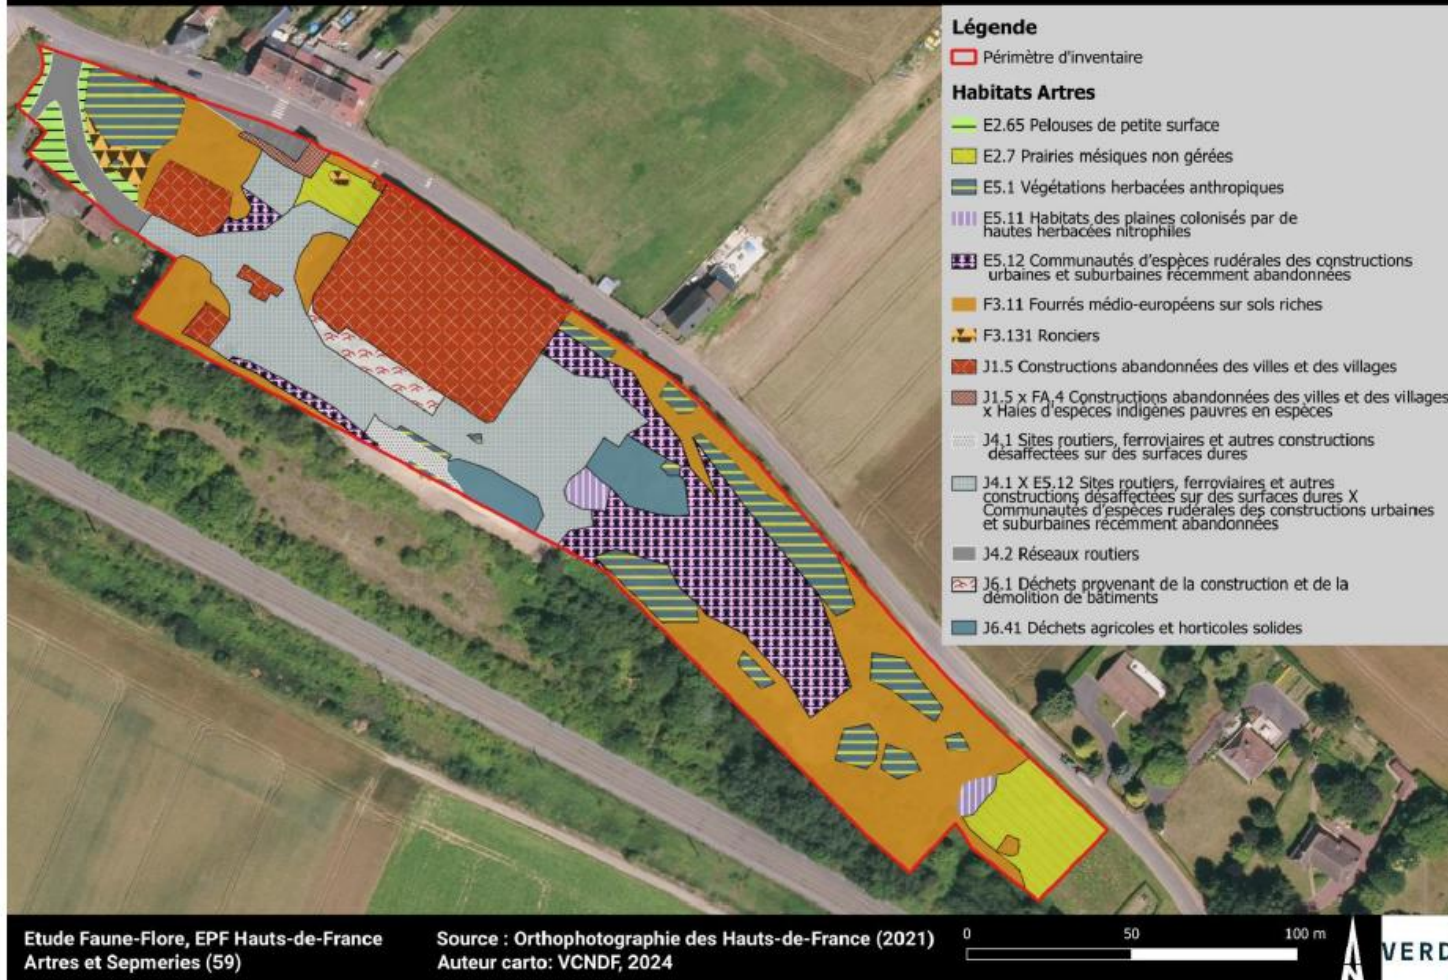 Légende
Périmètre d'inventaire
Habitats Artres
E2.65 Pelouses de petite surface
E2.7 Prairies mésiques non gérées
E5.1 Végétations herbacées anthropiques
E5.11 Habitats des plaines colonisés par de
hautes herbacées nitrophiles
E5.12 Communautés d'espèces rudérales des constructions
urbaines et suburbaines récemment abandonnées
F3.11 Fourrés médio-européens sur sols riches
F3.131 Ronciers
J1.5 Constructions abandonnées des villes et des villages
J1.5 x FA.4 Constructions abandonnées des villes et des villages
x Haies d'espèces indigènes pauvres en espèces
J4.1 Sites routiers, ferroviaires et autres constructions
désaffectées sur des surfaces dures
J4.1 X E5.12 Sites routiers, ferroviaires et autres
constructions désaffectées sur des surfaces dures X
Communautés d'espèces rudérales des constructions urbaines
et suburbaines récemment abandonnées
J4.2 Réseaux routiers
J6.1 Déchets provenant de la construction et de la
démolition de bâtiments
J6.41 Déchets agricoles et horticoles solides
Etude Faune-Flore, EPF Hauts-de-France
Artres et Sepmeries (59)
Source : Orthophotographie des Hauts-de-France (2021)
Auteur carto: VCNDF, 2024
0 50 100 m
VERD